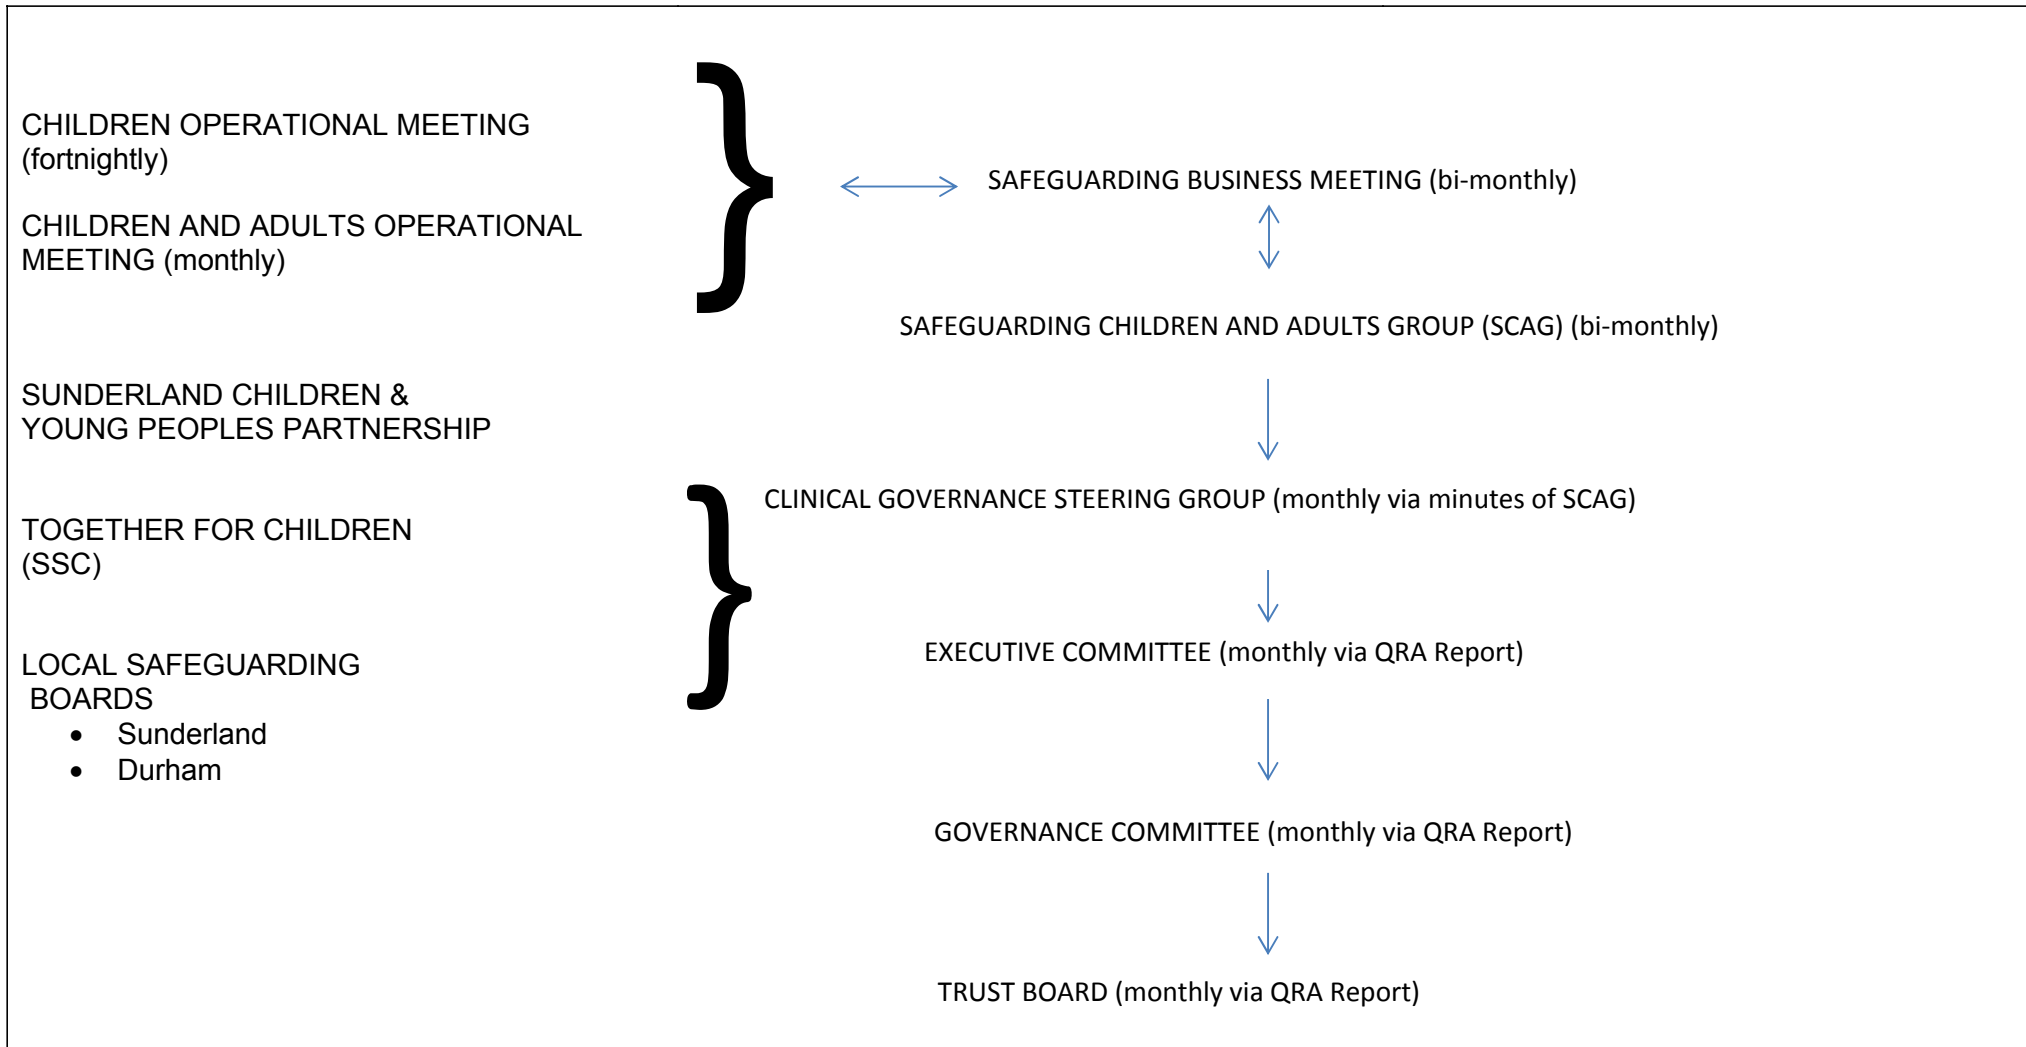 CHILDREN OPERATIONAL MEETING
(fortnightly)
CHILDREN AND ADULTS OPERATIONAL
MEETING (monthly)
SUNDERLAND CHILDREN &
YOUNG PEOPLES PARTNERSHIP
TOGETHER FOR CHILDREN
(SSC)
LOCAL SAFEGUARDING
BOARDS
• Sunderland
• Durham
SAFEGUARDING BUSINESS MEETING (bi-monthly)
SAFEGUARDING CHILDREN AND ADULTS GROUP (SCAG) (bi-monthly)
CLINICAL GOVERNANCE STEERING GROUP (monthly via minutes of SCAG)
EXECUTIVE COMMITTEE (monthly via QRA Report)
GOVERNANCE COMMITTEE (monthly via QRA Report)
TRUST BOARD (monthly via QRA Report)